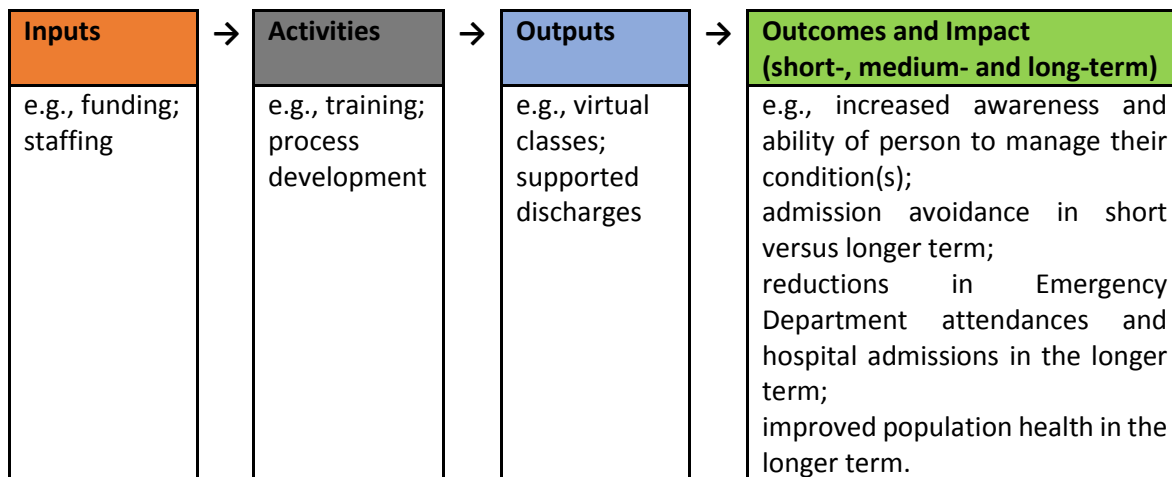 Inputs
→
Activities
→
Outputs
→
Outcomes and Impact
(short-, medium- and long-term)
e.g., funding;
staffing
e.g., training;
process
development
e.g., virtual
classes;
supported
discharges
e.g., increased awareness and
ability of person to manage their
condition(s);
admission avoidance in short
versus longer term;
reductions in Emergency
Department attendances and
hospital admissions in the longer
term;
improved population health in the
longer term.